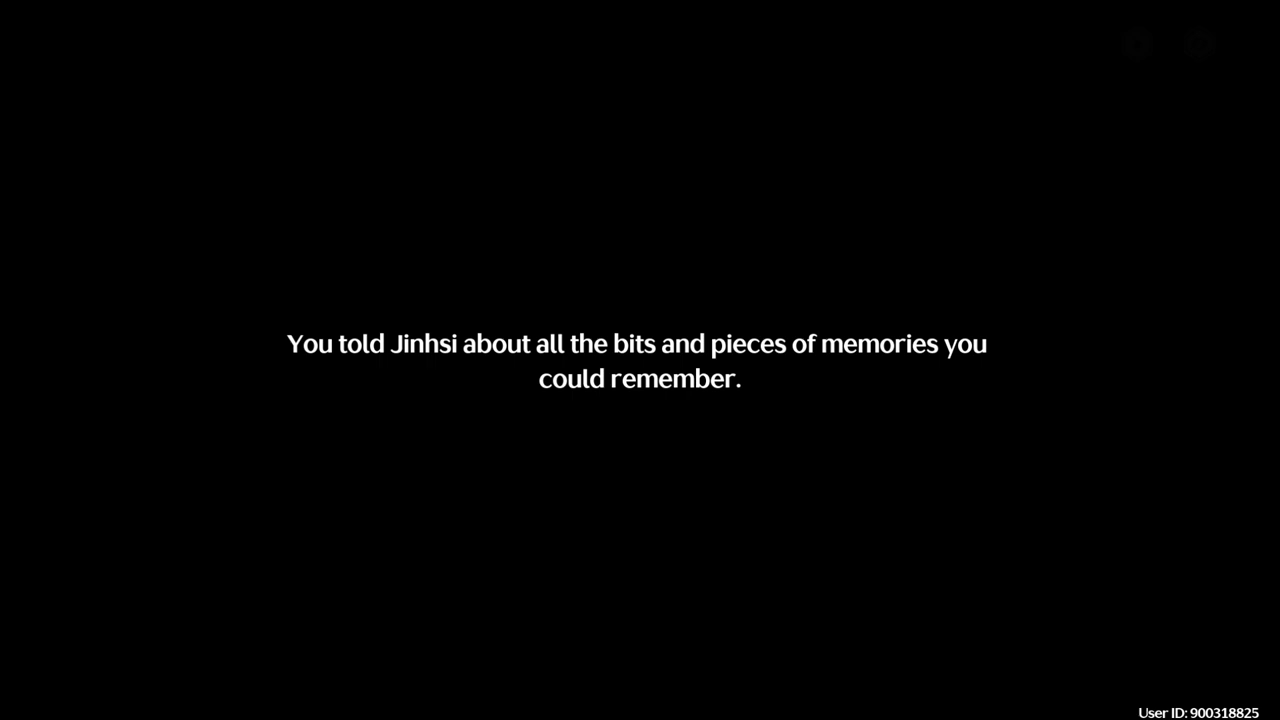 You told Jinhsi about all the bits and pieces of memories you
could remember.
User ID: 900318825